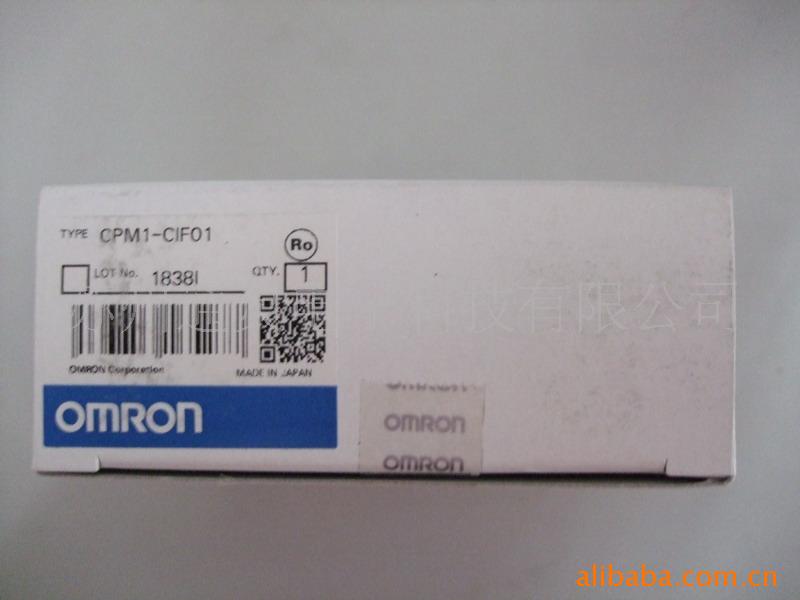 TYPE CPM1-CIF01
Ro
LOT No. 1838I QTY. 1
OMRON Corporation MADE IN JAPAN
OMRON
OMRON
OMRON
OMRON
技有限公司
alibaba.com.cn